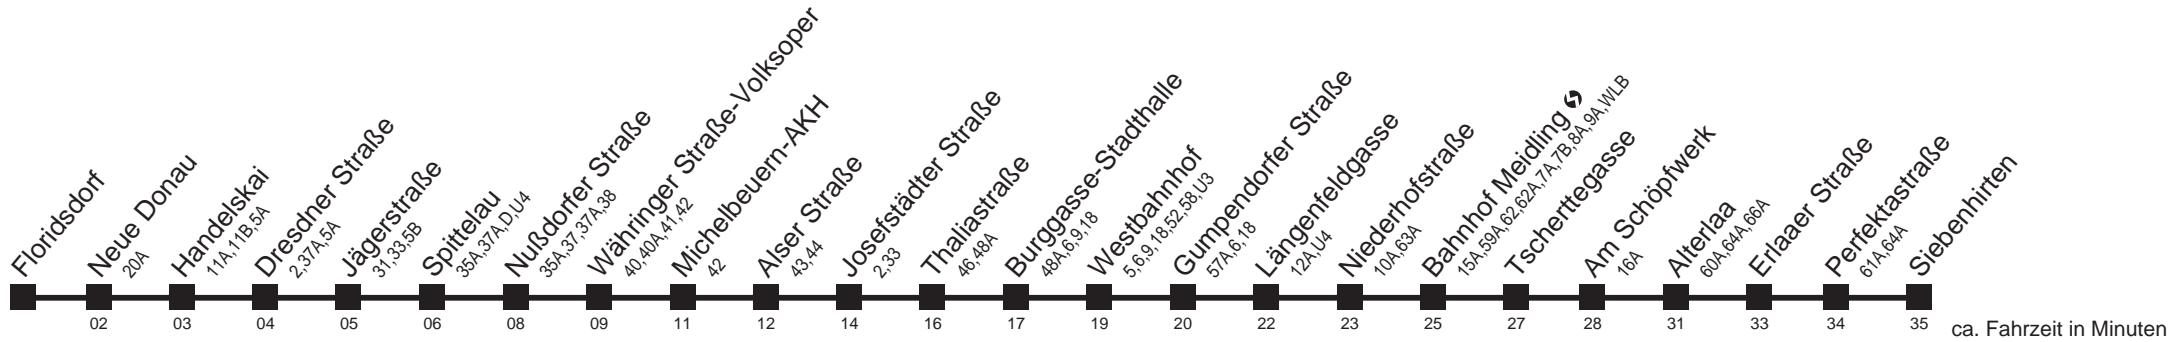 Floridsdorf
Neue Donau
20A
Handelskai
11A,11B,5A
Dresdner Straße
2,37A,5A
Jägerstraße
31,33,5B
Spittelau
35A,37A,D,U4
Nußdorfer Straße
35A,37,37A,38
Währinger Straße-Volksoper
40,40A,41,42
Michelbeuern-AKH
42
Alser Straße
43,44
Josefstädter Straße
2,33
Thaliastraße
46,48A
Burggasse-Stadthalle
48A,6,9,18
Westbahnhof
5,6,9,18,52,58,U3
Gumpendorfer Straße
57A,6,18
Längenfeldgasse
12A,U4
Niederhofstraße
10A,63A
Bahnhof Meidling
15A,59A,62,62A,7A,7B,8A,9A,WLB
Tscherttegasse
Am Schöpfwerk
16A
Alterlaa
60A,64A,66A
Erlaaer Straße
Perfektastraße
61A,64A
Siebenhirten
02 03 04 05 06 08 09 11 12 14 16 17 19 20 22 23 25 27 28 31 33 34 35 ca. Fahrzeit in Minuten